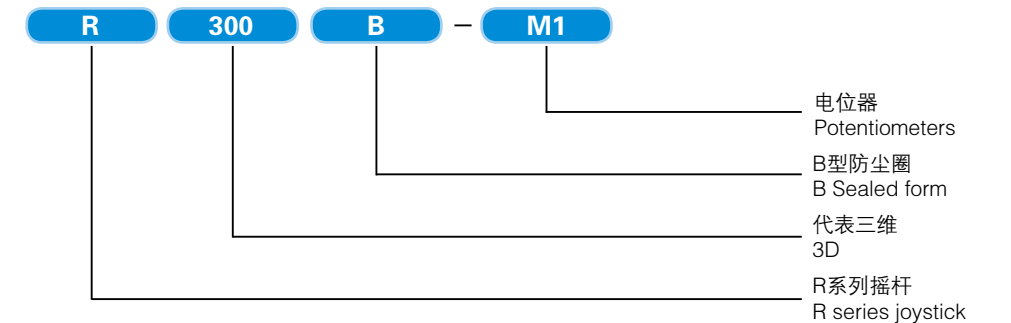 R 300 B – M1
电位器
Potentiometers
B型防尘圈
B Sealed form
代表三维
3D
R系列摇杆
R series joystick